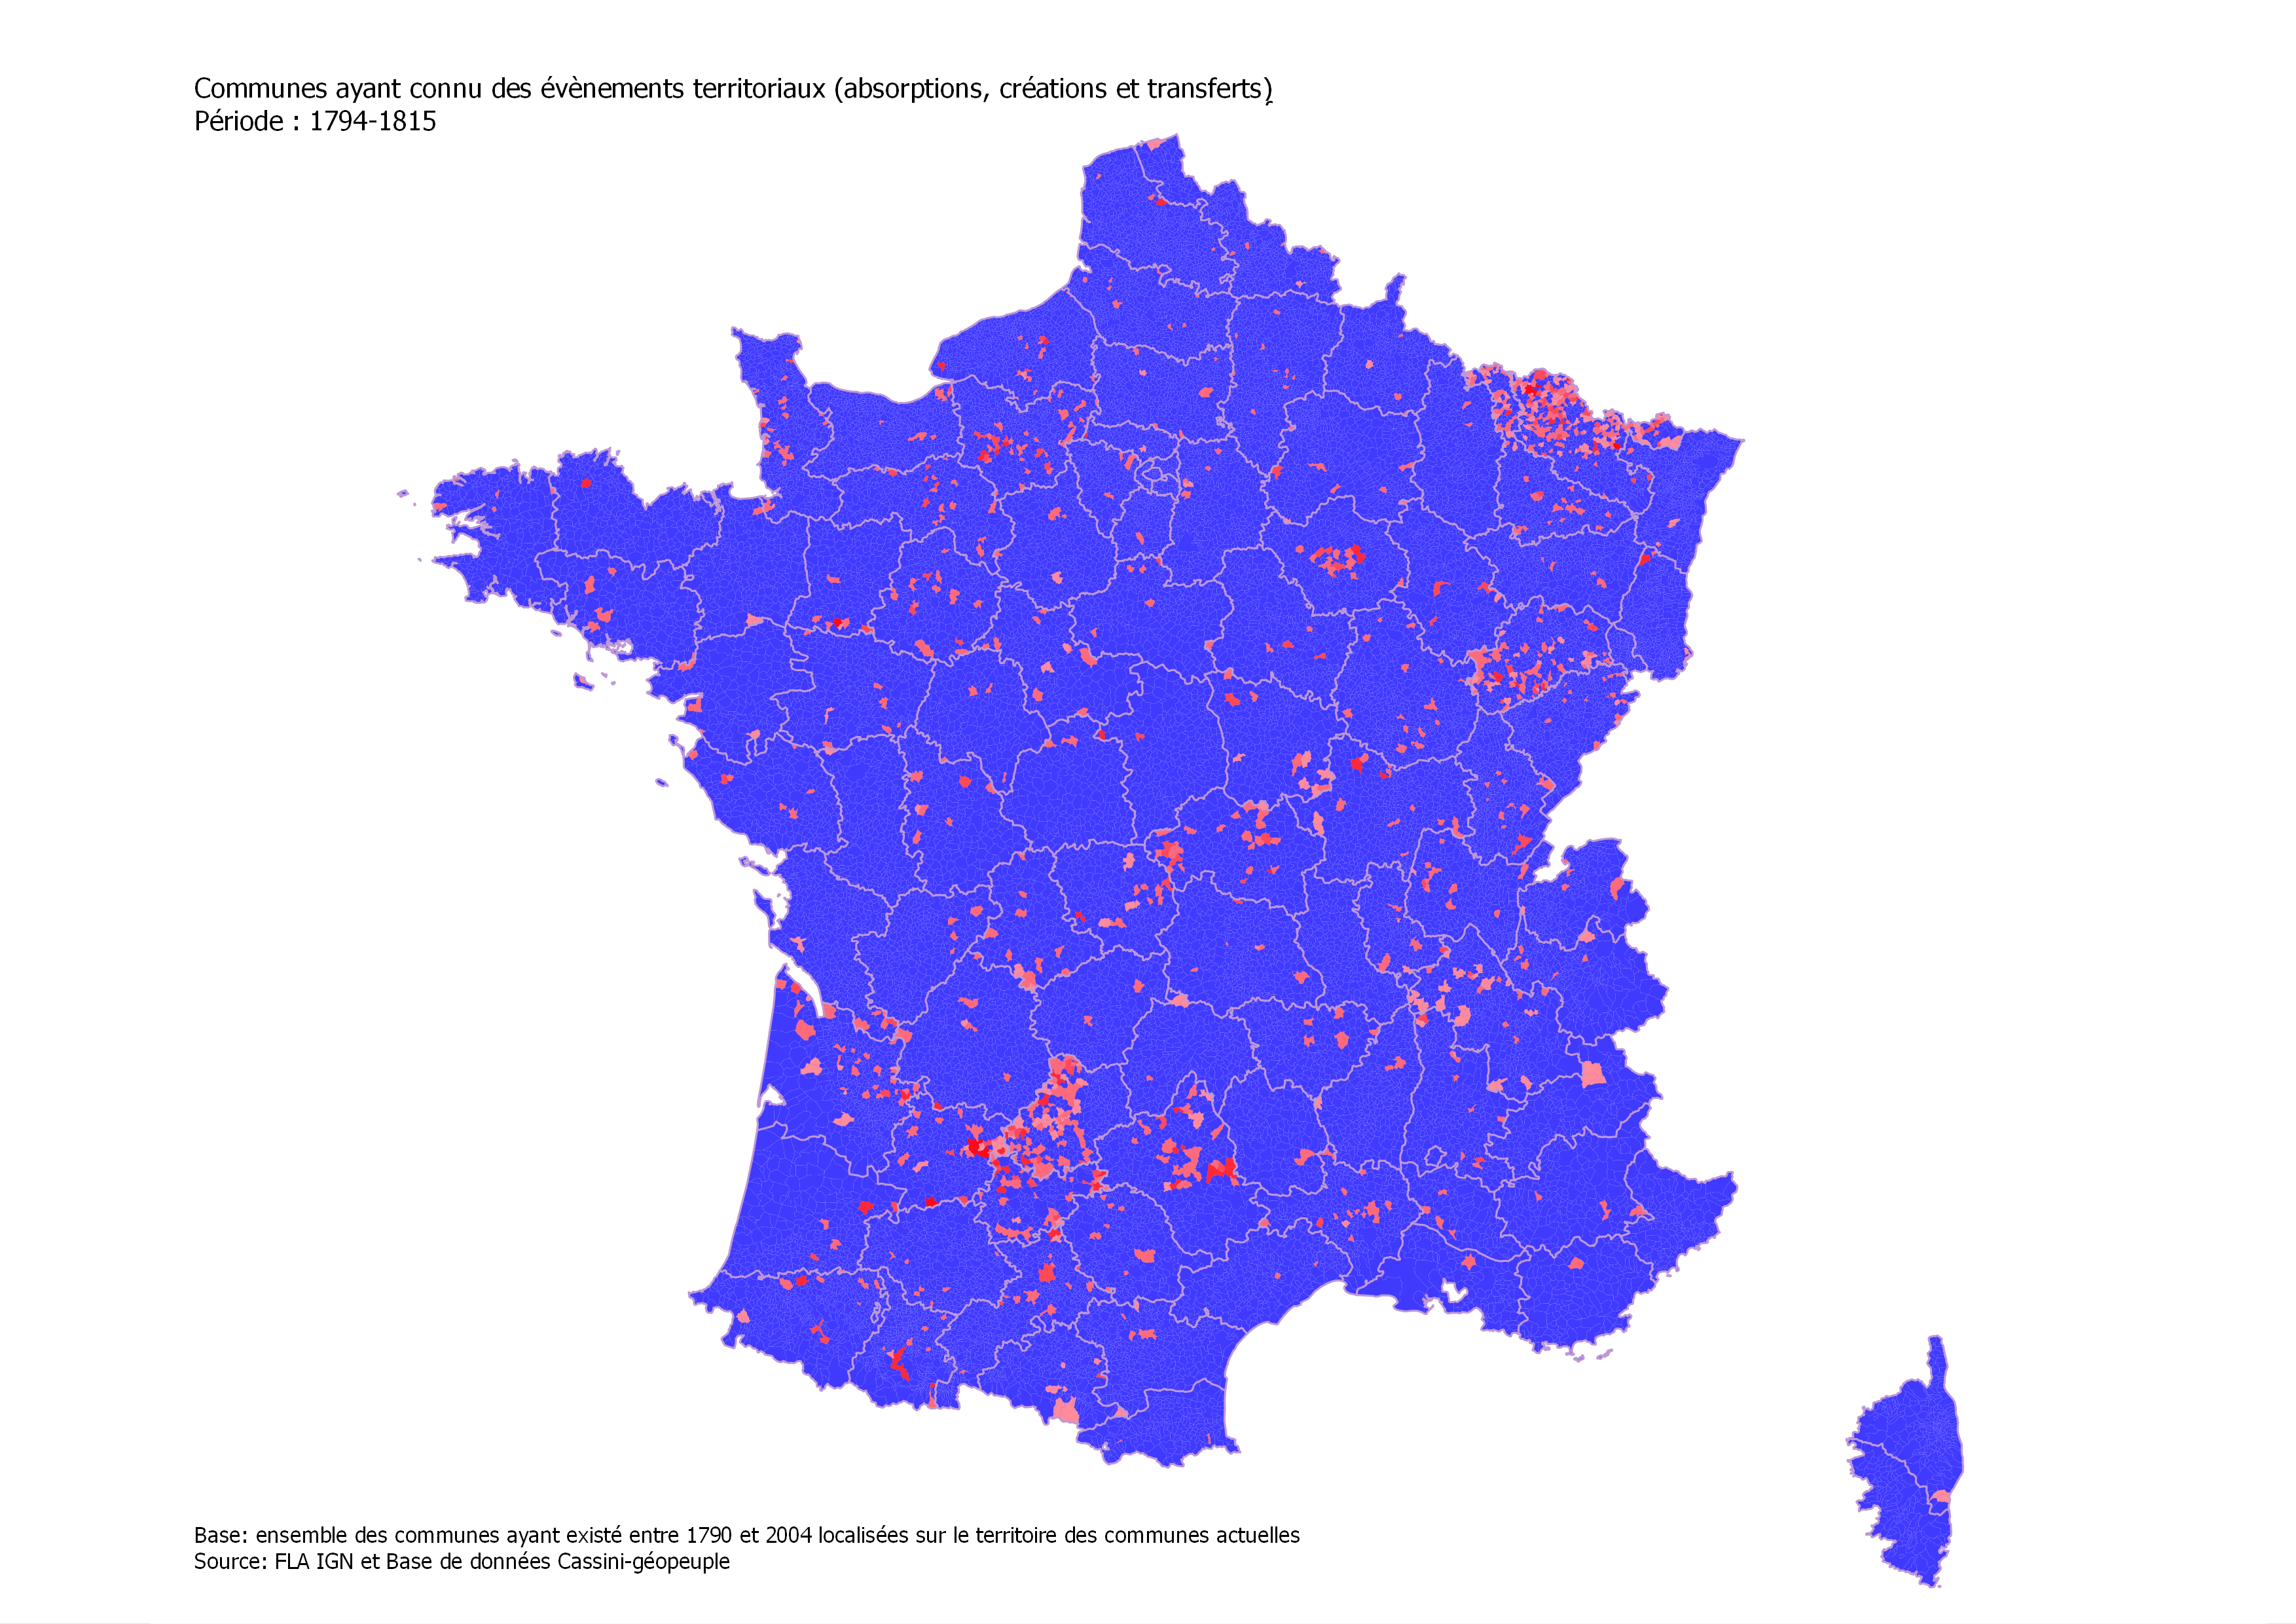 Communes ayant connu des évènements territoriaux (absorptions, créations et transferts)
Période : 1794-1815
Base: ensemble des communes ayant existé entre 1790 et 2004 localisées sur le territoire des communes actuelles
Source: FLA IGN et Base de données Cassini-géopeuple